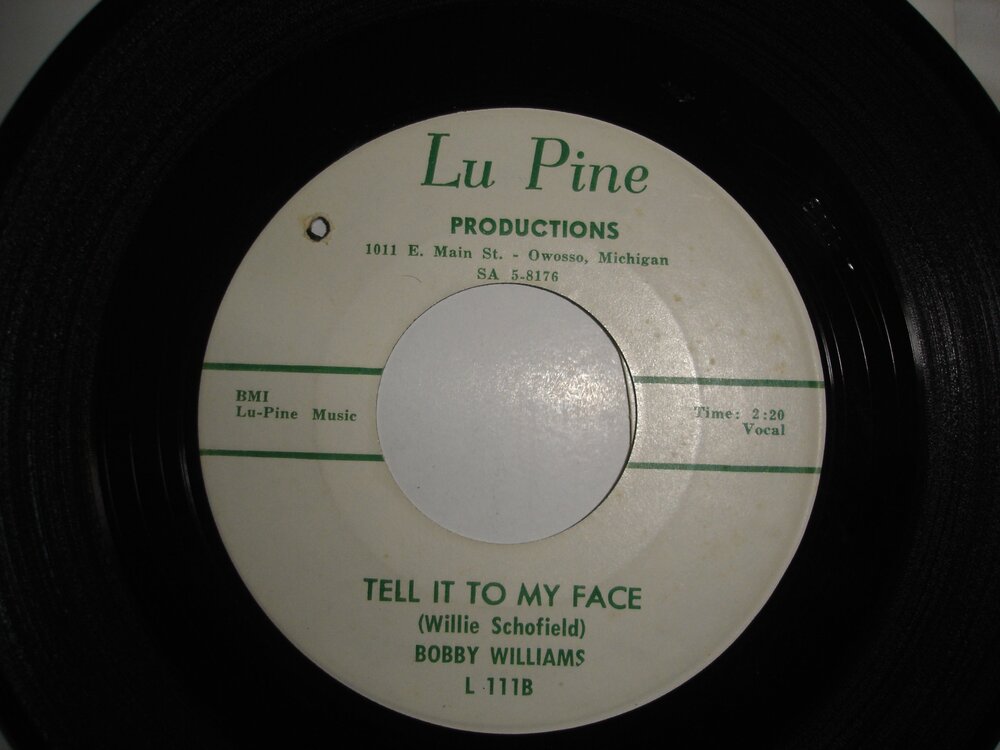 Lu Pine
PRODUCTIONS
1011 E. Main St. - Owosso, Michigan
SA 5-8176
BMI
Lu-Pine Music
Time: 2:20
Vocal
TELL IT TO MY FACE
(Willie Schofield)
BOBBY WILLIAMS
L 111B